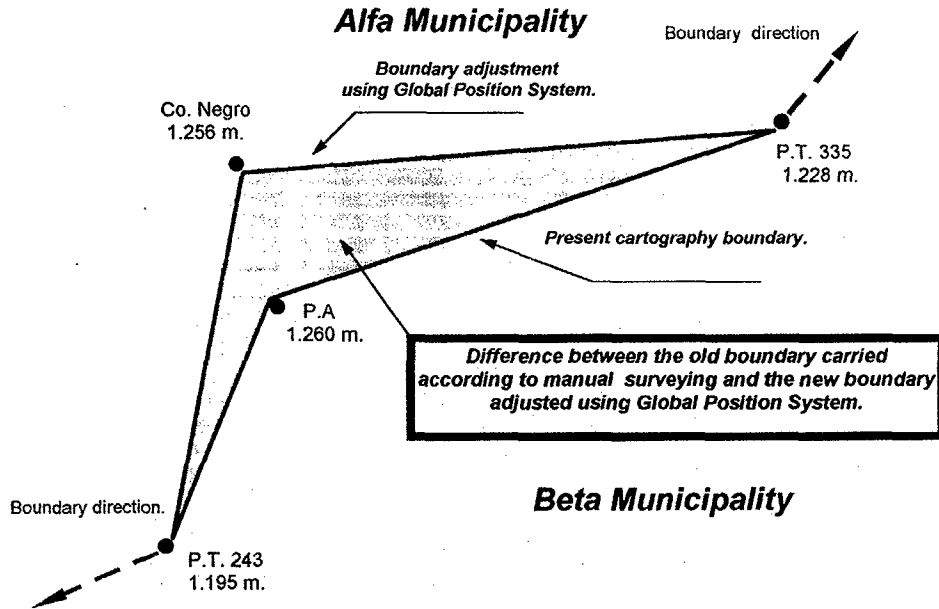 Alfa Municipality
Boundary direction
Boundary adjustment
using Global Position System.
Co. Negro
1.256 m.
P.T. 335
1.228 m.
Present cartography boundary.
P.A
1.260 m.
Difference between the old boundary carried
according to manual surveying and the new boundary
adjusted using Global Position System.
Beta Municipality
Boundary direction.
P.T. 243
1.195 m.